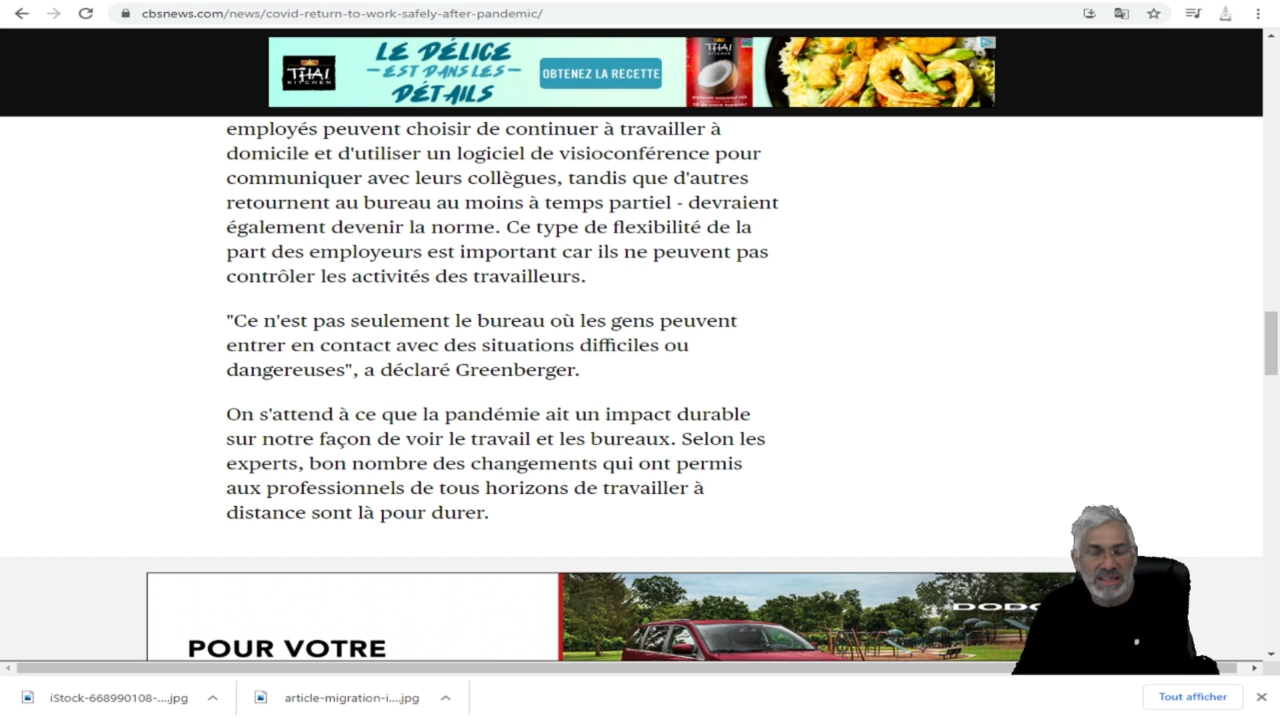 cbsnews.com/news/covid-return-to-work-safely-after-pandemic/
THAI
KITCHEN
LE DÉLICE
EST DANS LES
DÉTAILS
OBTENEZ LA RECETTE
THAI
KITCHEN
employés peuvent choisir de continuer à travailler à
domicile et d'utiliser un logiciel de visioconférence pour
communiquer avec leurs collègues, tandis que d'autres
retournent au bureau au moins à temps partiel - devraient
également devenir la norme. Ce type de flexibilité de la
part des employeurs est important car ils ne peuvent pas
contrôler les activités des travailleurs.
"Ce n'est pas seulement le bureau où les gens peuvent
entrer en contact avec des situations difficiles ou
dangereuses", a déclaré Greenberger.
On s'attend à ce que la pandémie ait un impact durable
sur notre façon de voir le travail et les bureaux. Selon les
experts, bon nombre des changements qui ont permis
aux professionnels de tous horizons de travailler à
distance sont là pour durer.
POUR VOTRE
DODG
iStock-668990108-....jpg
article-migration-i....jpg
Tout afficher